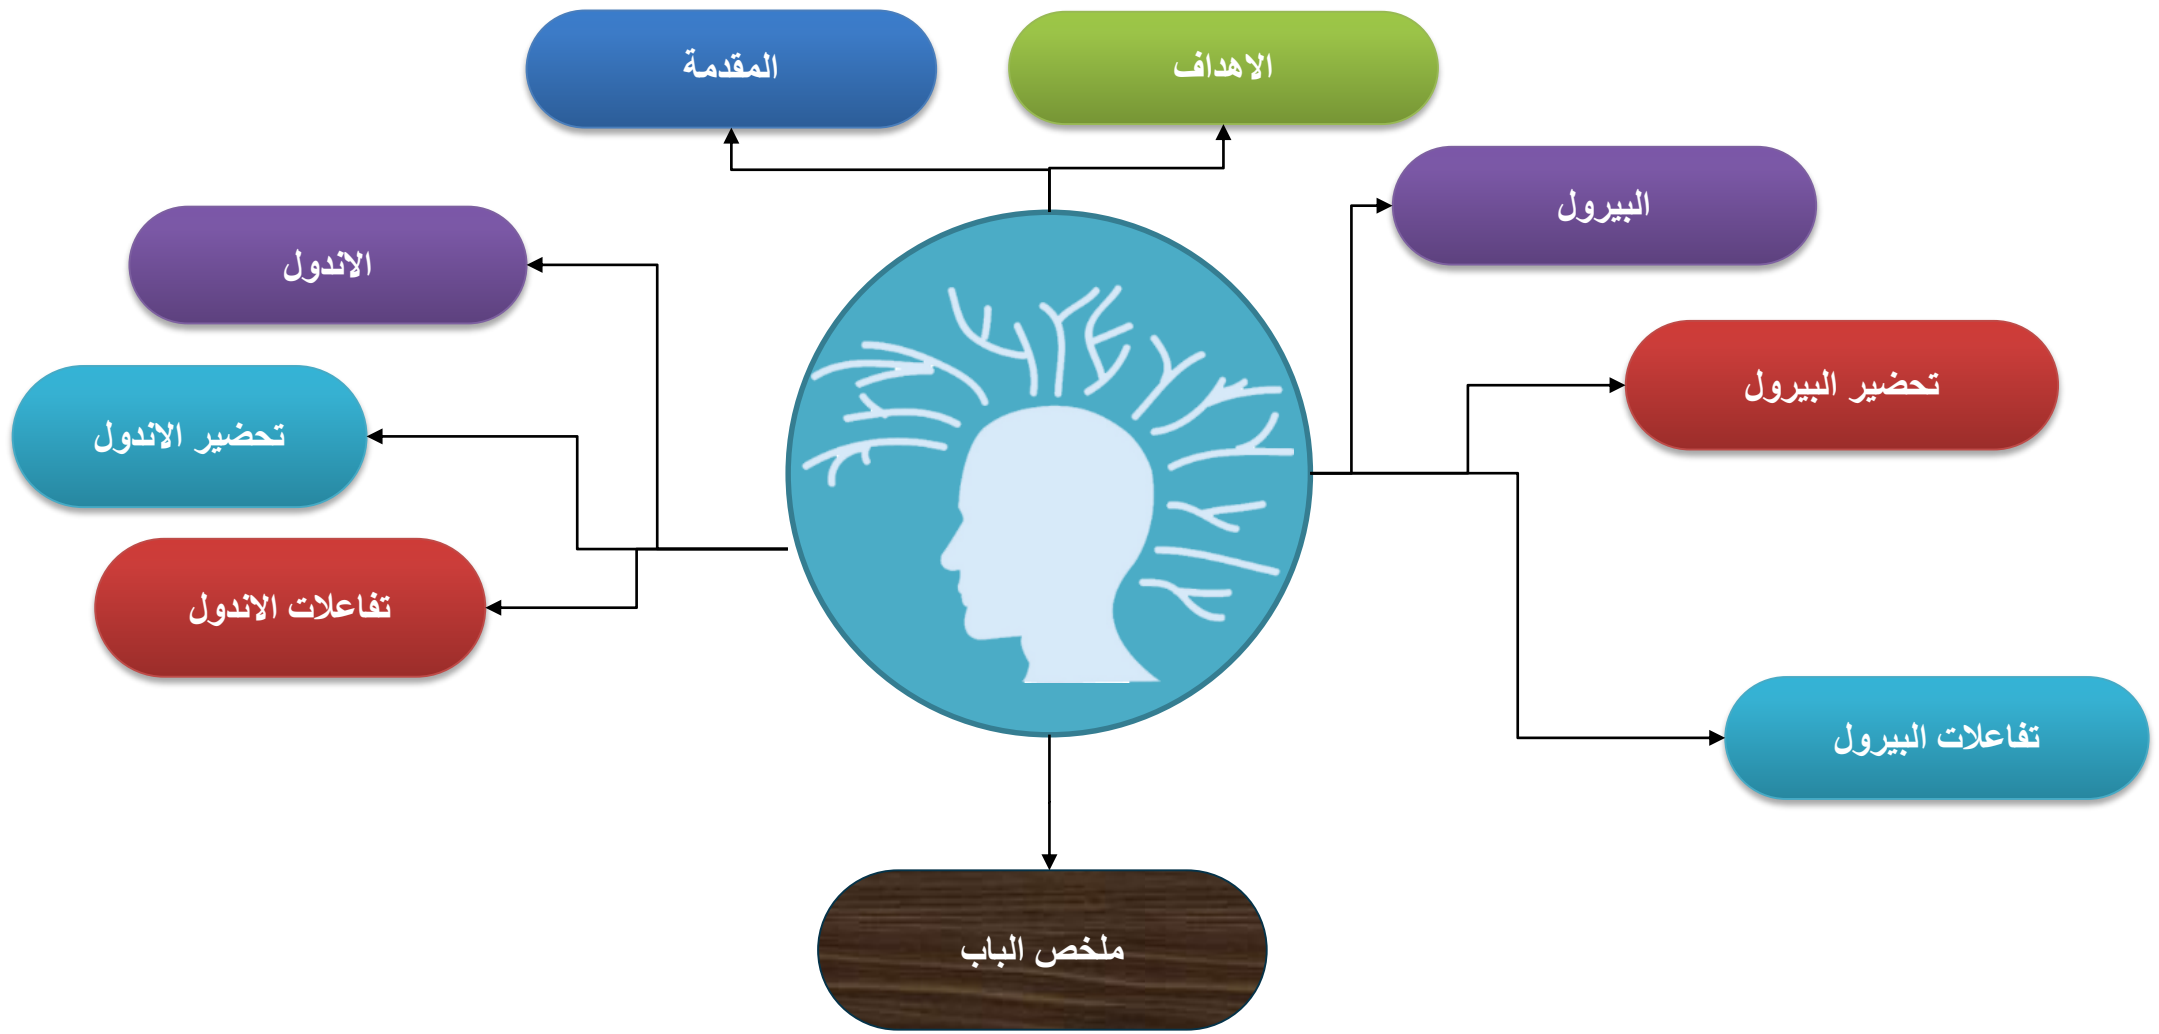 الاهداف
المقدمة
البيرول
تحضير البيرول
تفاعلات البيرول
الاندول
تحضير الاندول
تفاعلات الاندول
ملخص الباب